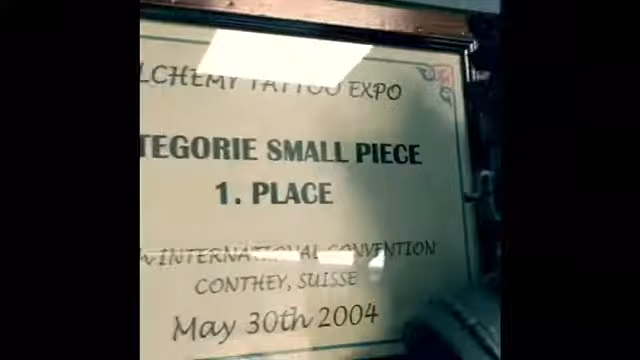 LCHEMY TATTOO EXPO
TEGORIE SMALL PIECE
1. PLACE
INTERNATIONAL CONVENTION
CONTHEY, SUISSE
May 30th 2004